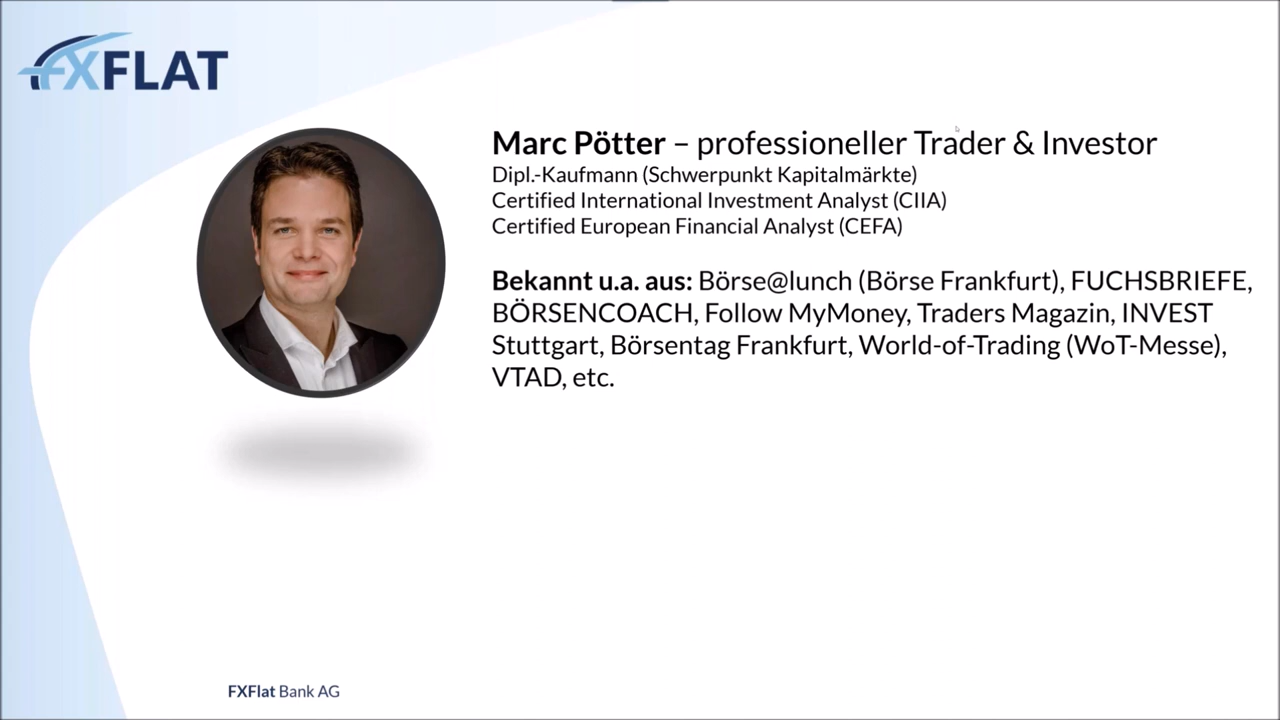 FXFLAT
Marc Pötter – professioneller Trader & Investor
Dipl.-Kaufmann (Schwerpunkt Kapitalmärkte)
Certified International Investment Analyst (CIIA)
Certified European Financial Analyst (CEFA)
Bekannt u.a. aus: Börse@lunch (Börse Frankfurt), FUCHSBRIEFE,
BÖRSENCOACH, Follow MyMoney, Traders Magazin, INVEST
Stuttgart, Börsentag Frankfurt, World-of-Trading (WoT-Messe),
VTAD, etc.
FXFlat Bank AG